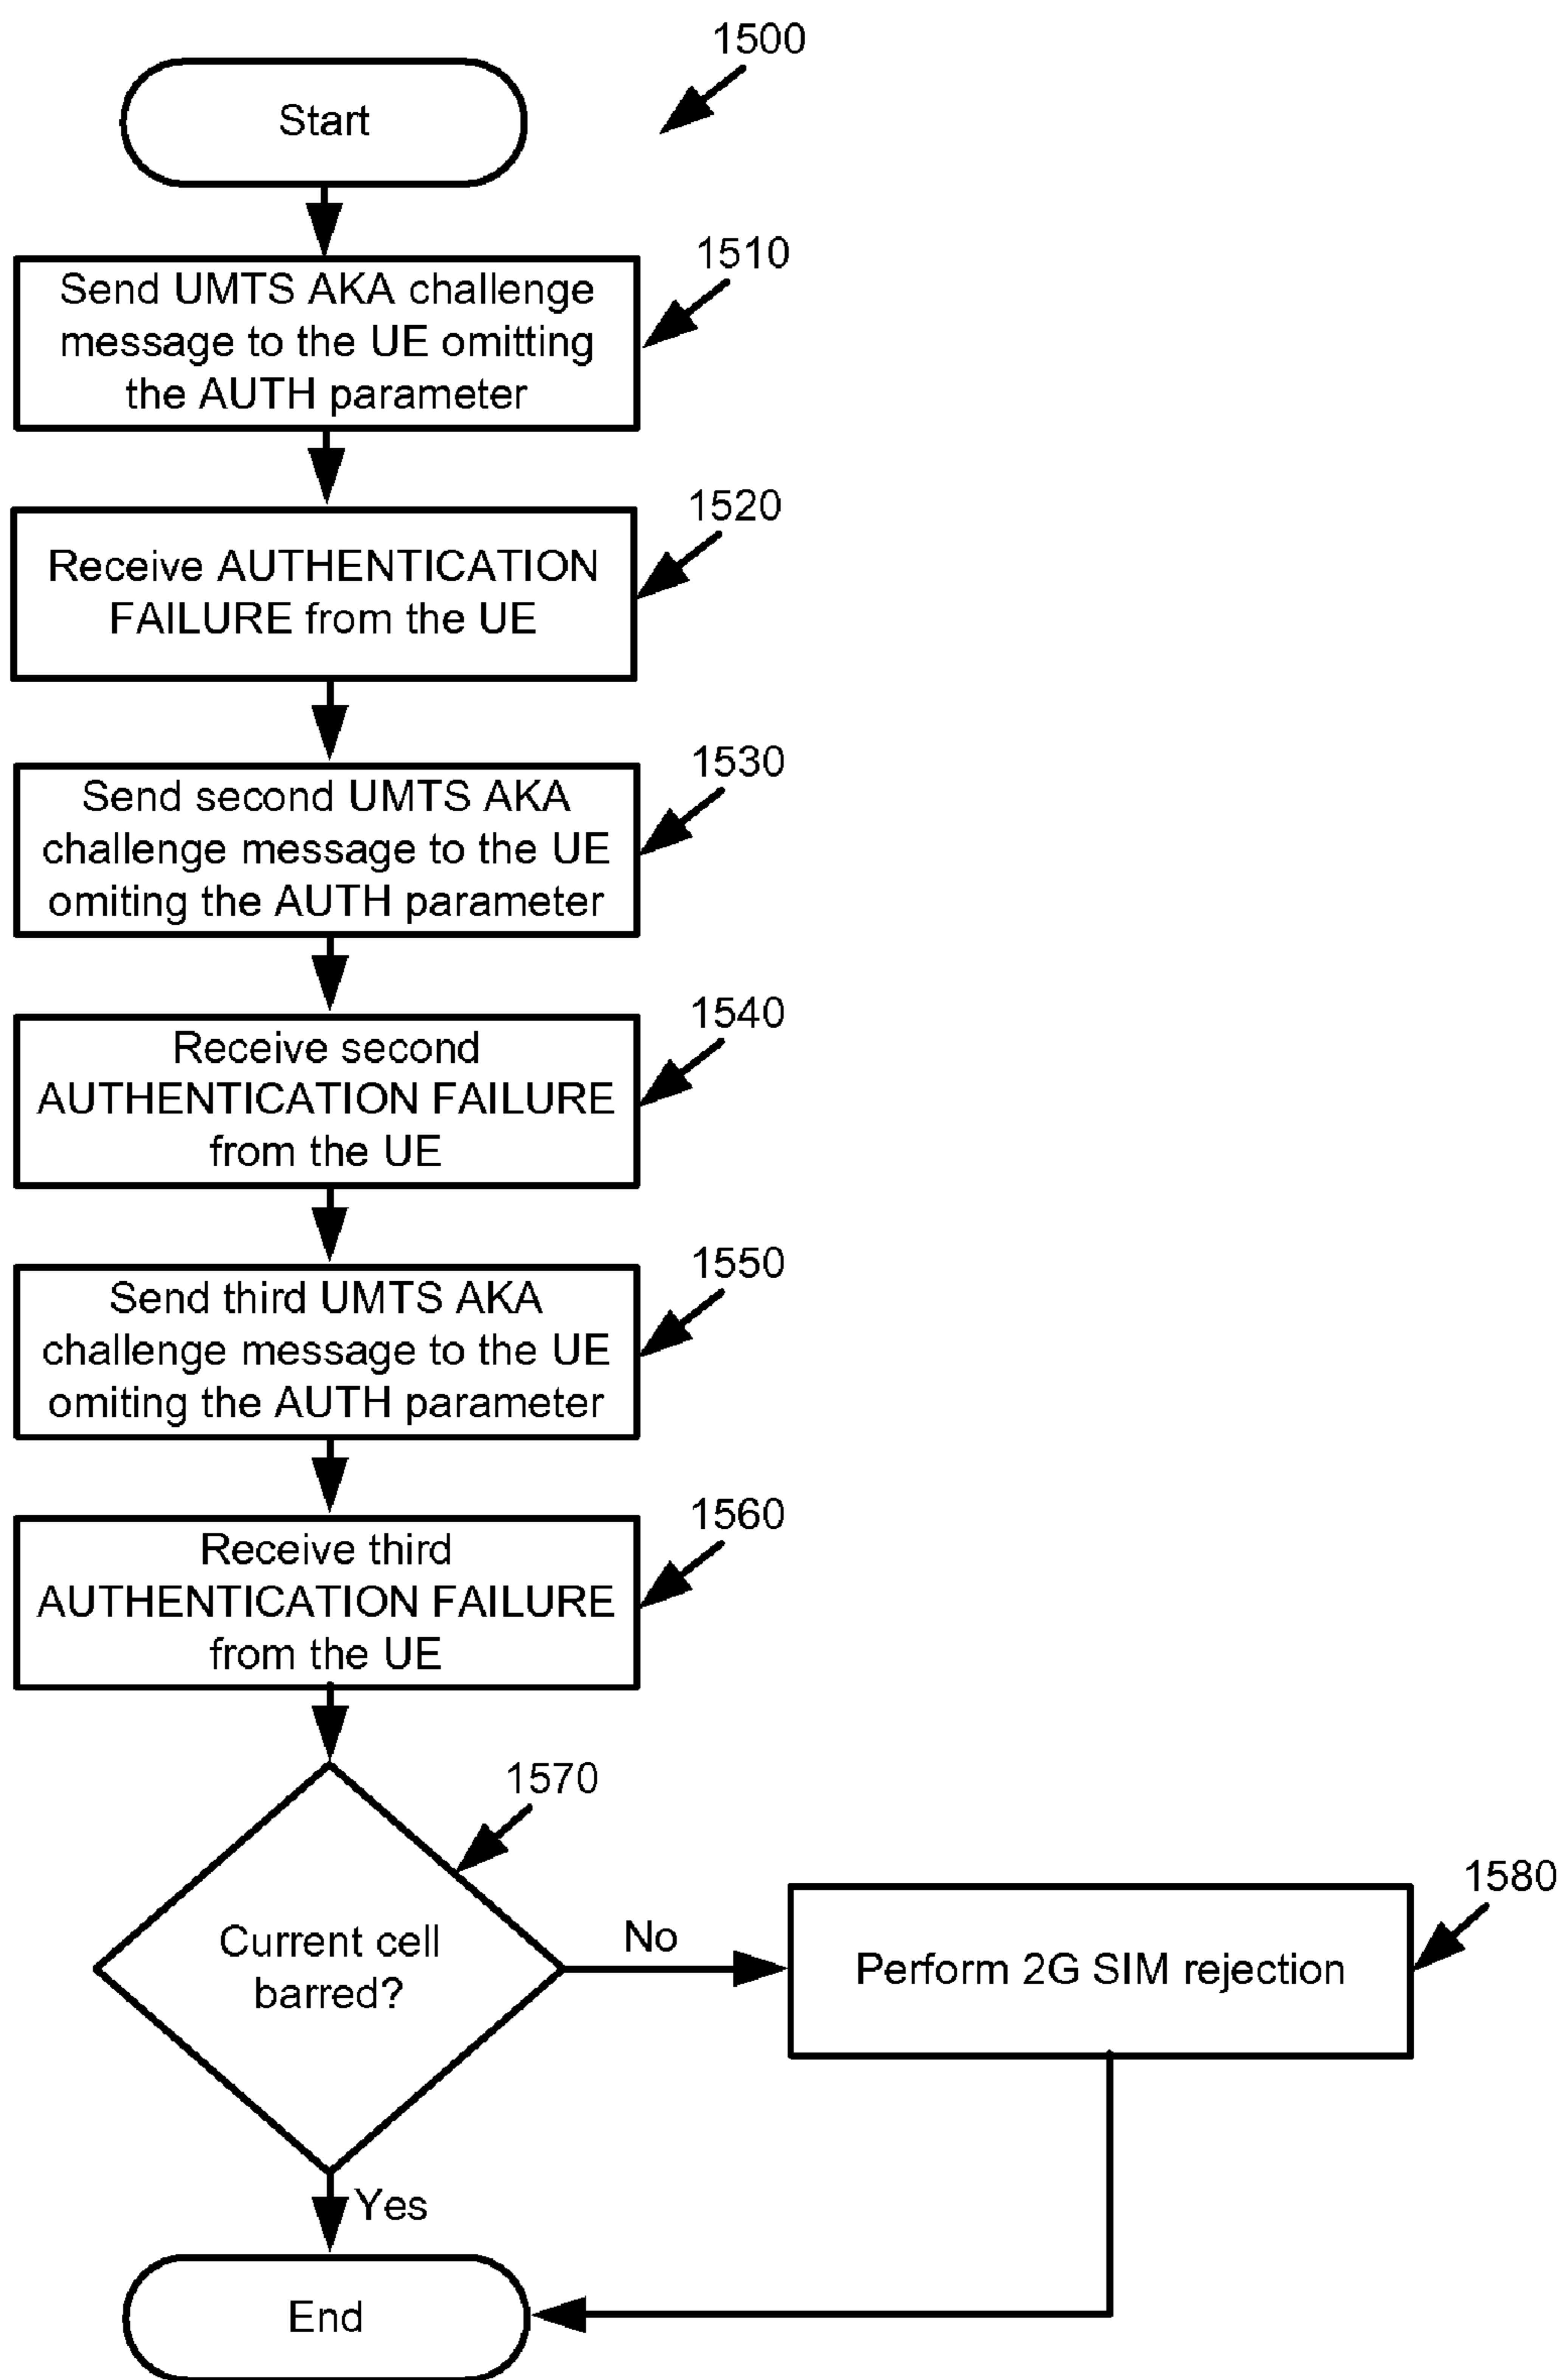 1500
Start
1510
Send UMTS AKA challenge
message to the UE omitting
the AUTH parameter
1520
Receive AUTHENTICATION
FAILURE from the UE
1530
Send second UMTS AKA
challenge message to the UE
omiting the AUTH parameter
1540
Receive second
AUTHENTICATION FAILURE
from the UE
1550
Send third UMTS AKA
challenge message to the UE
omiting the AUTH parameter
1560
Receive third
AUTHENTICATION FAILURE
from the UE
1570
Current cell
barred?
No
1580
Perform 2G SIM rejection
Yes
End